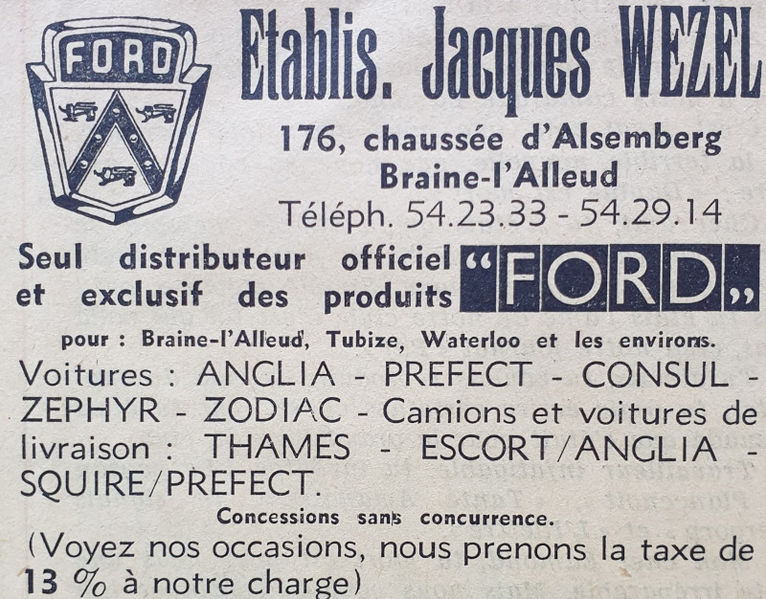 FORD
Etablis. Jacques WEZEL
176, chaussée d'Alsemberg
Braine-l'Alleud
Téléph. 54.23.33 - 54.29.14
Seul distributeur officiel
et exclusif des produits
“FORD„
pour : Braine-l'Alleud, Tubize, Waterloo et les environs.
Voitures : ANGLIA - PREFECT - CONSUL -
ZEPHYR - ZODIAC - Camions et voitures de
livraison : THAMES - ESCORT/ANGLIA -
SQUIRE/PREFECT.
Concessions sans concurrence.
(Voyez nos occasions, nous prenons la taxe de
13 % à notre charge)